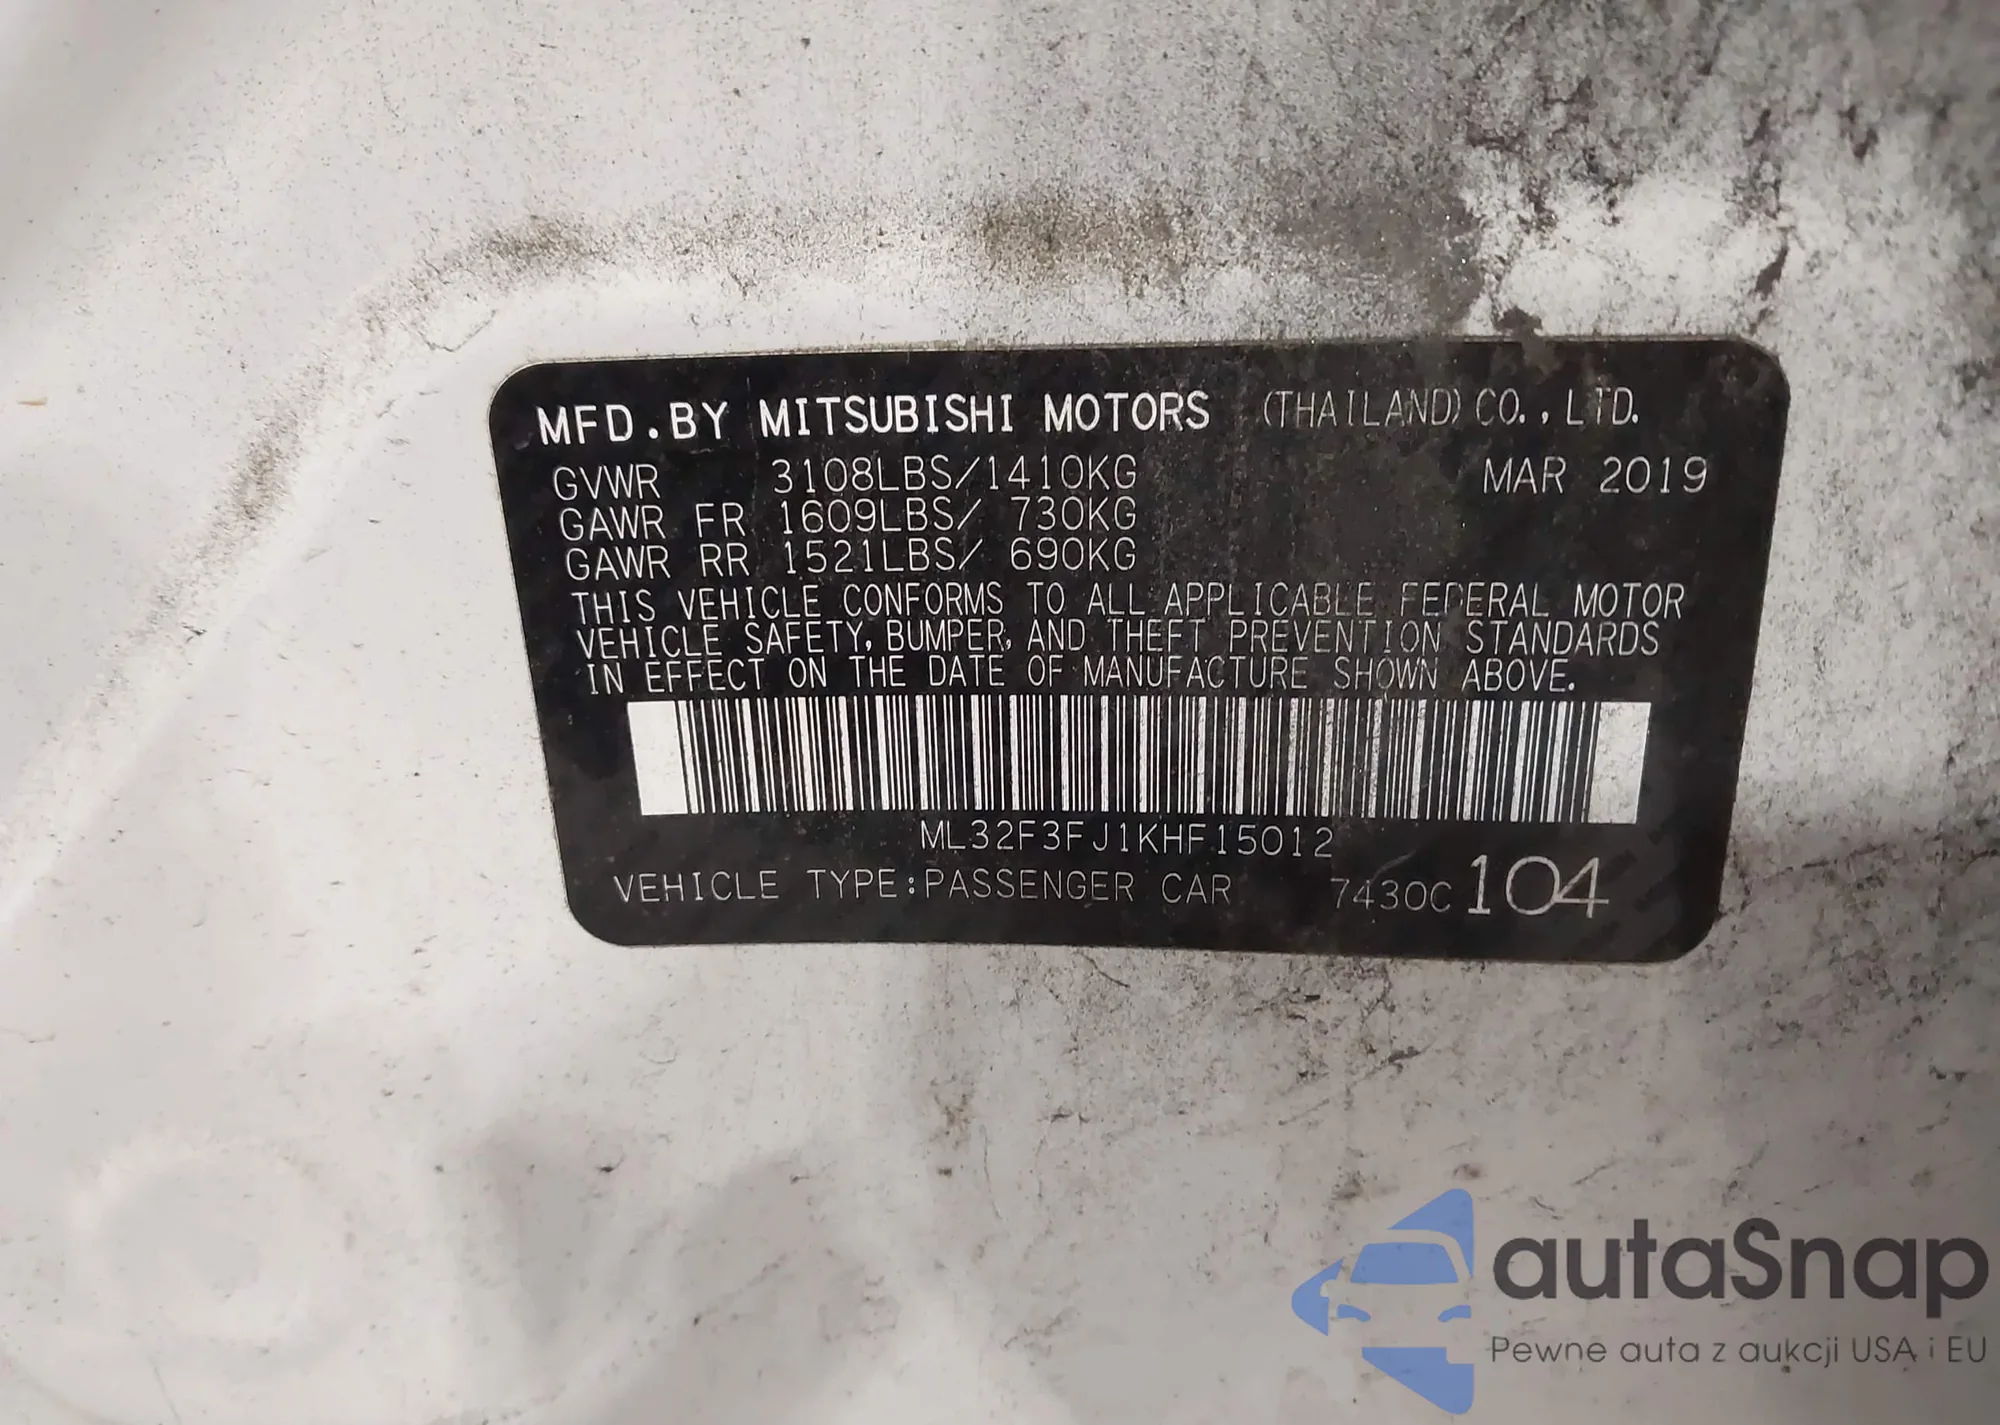 MFD.BY MITSUBISHI MOTORS (THAILAND) CO.,LTD.
GVWR 3108LBS/1410KG MAR 2019
GAWR FR 1609LBS/ 730KG
GAWR RR 1521LBS/ 690KG
THIS VEHICLE CONFORMS TO ALL APPLICABLE FEDERAL MOTOR
VEHICLE SAFETY, BUMPER, AND THEFT PREVENTION STANDARDS
IN EFFECT ON THE DATE OF MANUFACTURE SHOWN ABOVE.
ML32F3FJ1KHF15012
VEHICLE TYPE:PASSENGER CAR 7430C 104
autaSnap
Pewne auta z aukcji USA i EU